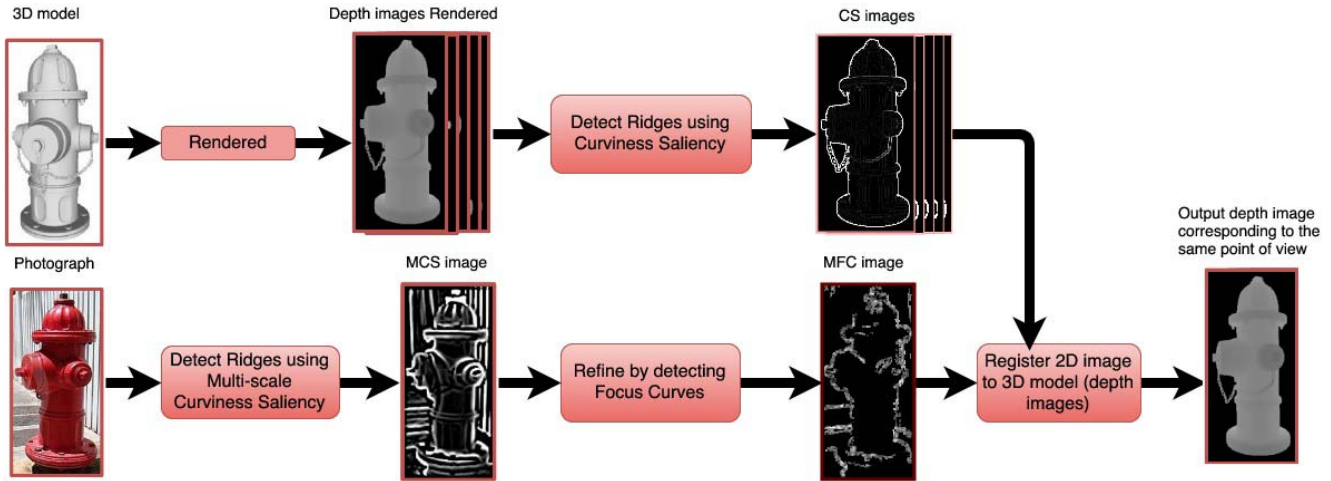 3D model
Depth images Rendered
CS images
Rendered
Detect Ridges using
Curviness Saliency
Output depth image
corresponding to the
same point of view
Photograph
MCS image
MFC image
Detect Ridges using
Multi-scale
Curviness Saliency
Refine by detecting
Focus Curves
Register 2D image
to 3D model (depth
images)